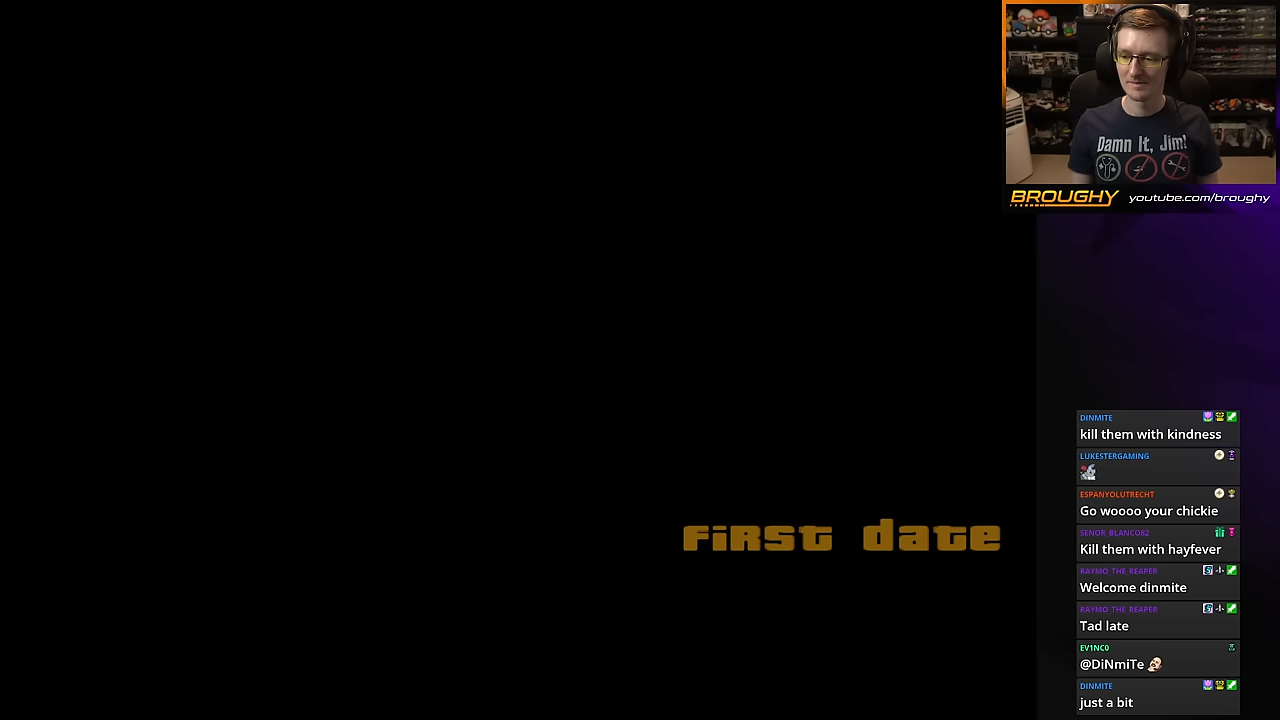 Damn It, Jim!
BROUGHY youtube.com/broughy
first date
DINMITE
kill them with kindness
LUKESTERGAMING
ESPANYOLUTRECHT
Go woooo your chickie
SENOR_BLANCO82
Kill them with hayfever
RAYMO_THE_REAPER
Welcome dinmite
RAYMO_THE_REAPER
Tad late
EV1NC0
@DiNmiTe
DINMITE
just a bit